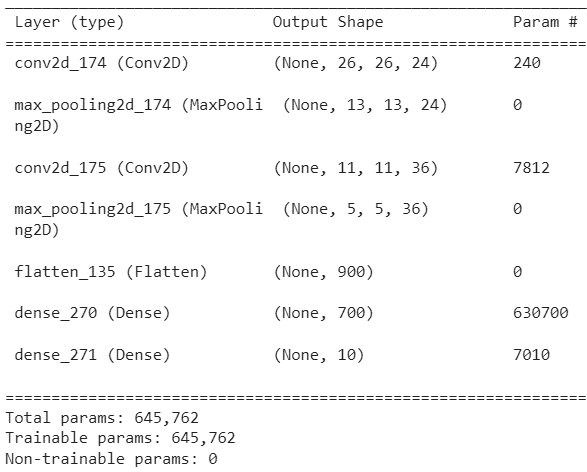 Layer (type) Output Shape Param #
=================================================================
conv2d_174 (Conv2D) (None, 26, 26, 24) 240
max_pooling2d_174 (MaxPooli (None, 13, 13, 24) 0
ng2D)
conv2d_175 (Conv2D) (None, 11, 11, 36) 7812
max_pooling2d_175 (MaxPooli (None, 5, 5, 36) 0
ng2D)
flatten_135 (Flatten) (None, 900) 0
dense_270 (Dense) (None, 700) 630700
dense_271 (Dense) (None, 10) 7010
=================================================================
Total params: 645,762
Trainable params: 645,762
Non-trainable params: 0